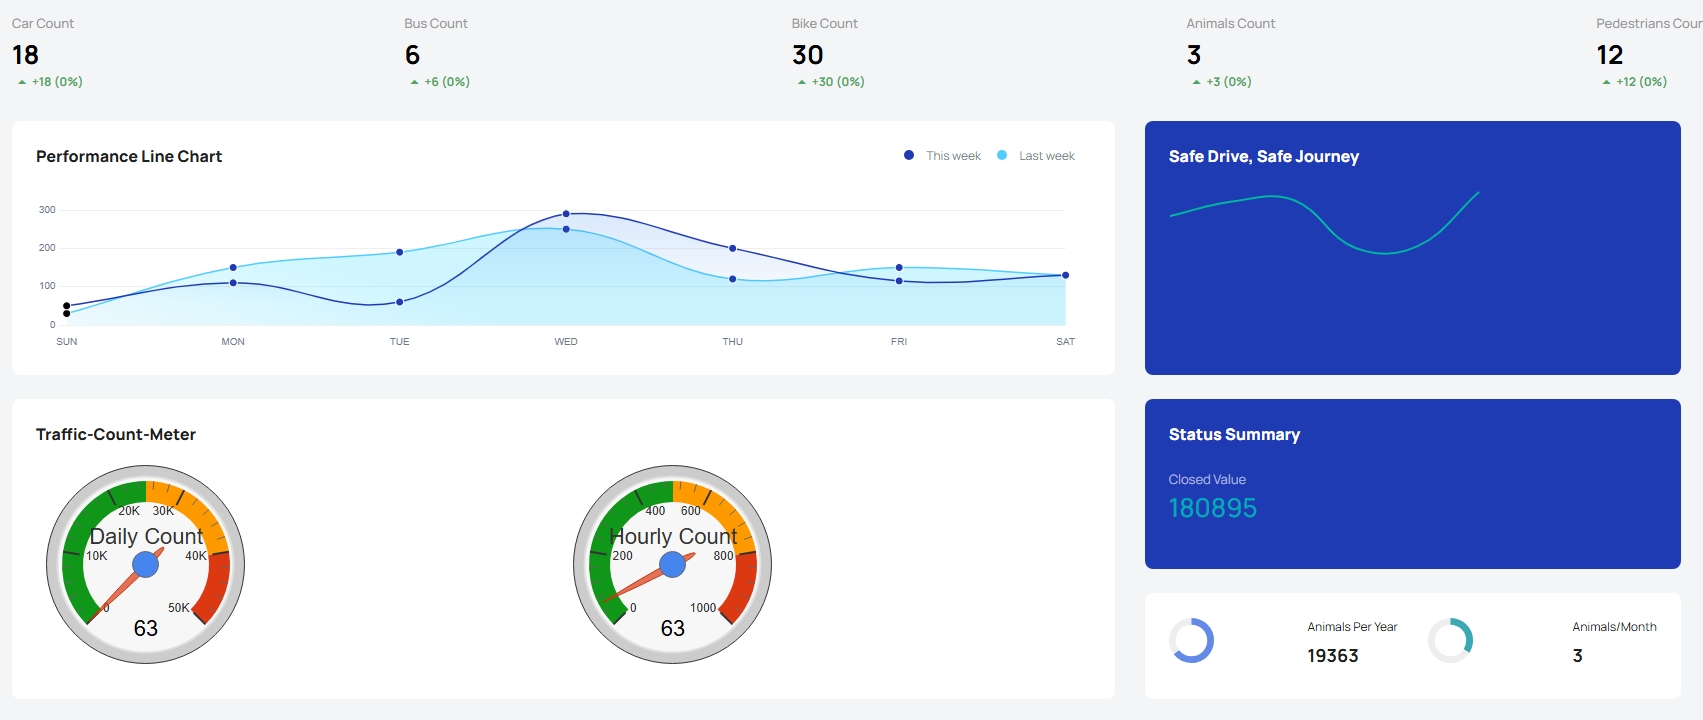 Car Count
Bus Count
Bike Count
Animals Count
Pedestrians Coun
18
6
30
3
12
+18 (0%)
+6 (0%)
+30 (0%)
+3 (0%)
+12 (0%)
Performance Line Chart
This week
Last week
300
200
100
0
SUN
MON
TUE
WED
THU
FRI
SAT
Safe Drive, Safe Journey
Traffic-Count-Meter
20K
30K
Daily Count
10K
40K
0
50K
63
400
600
Hourly Count
200
800
0
1000
63
Status Summary
Closed Value
180895
Animals Per Year
19363
Animals/Month
3